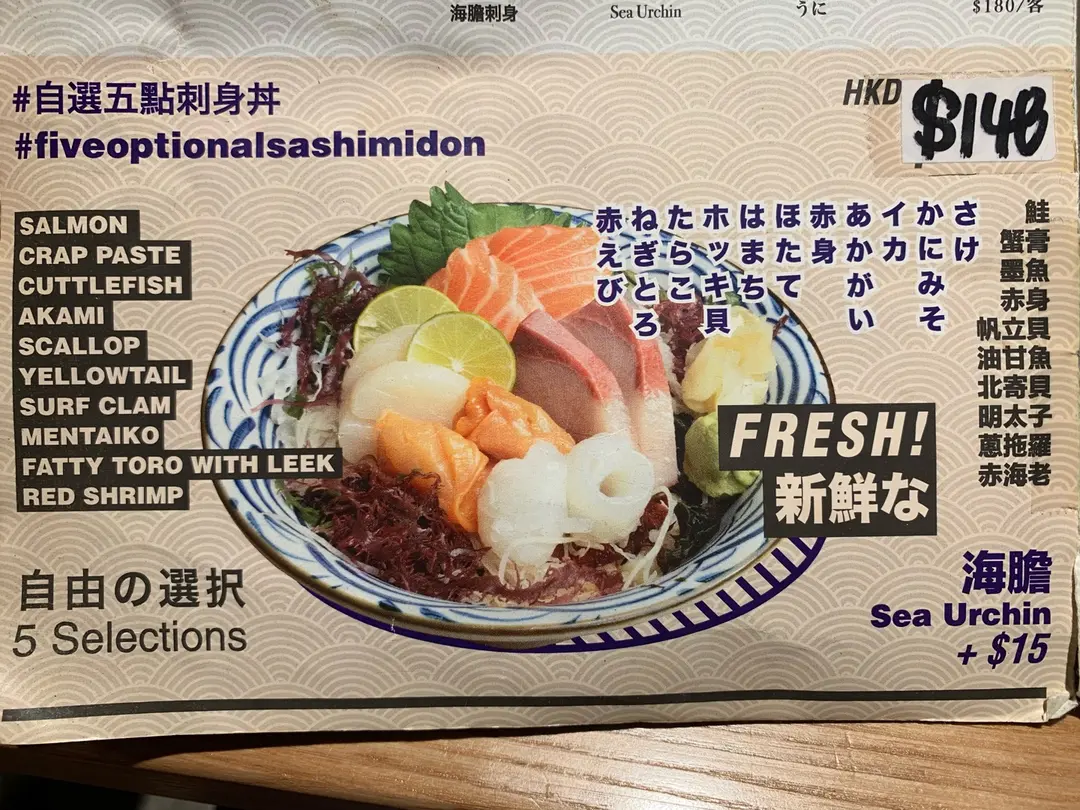 海膽刺身 Sea Urchin うに $180/客
#自選五點刺身丼
#fiveoptionalsashimidon
HKD $148
SALMON
CRAP PASTE
CUTTLEFISH
AKAMI
SCALLOP
YELLOWTAIL
SURF CLAM
MENTAIKO
FATTY TORO WITH LEEK
RED SHRIMP
さけ
かにみそ
イカ
あかがい
赤身
ほたて
はまち
ホッキ貝
たらこ
ねぎとろ
赤えび
鮭
蟹膏
墨魚
赤身
帆立貝
油甘魚
北寄貝
明太子
蔥拖羅
赤海老
FRESH!
新鮮な
自由の選択
5 Selections
海膽
Sea Urchin
+ $15